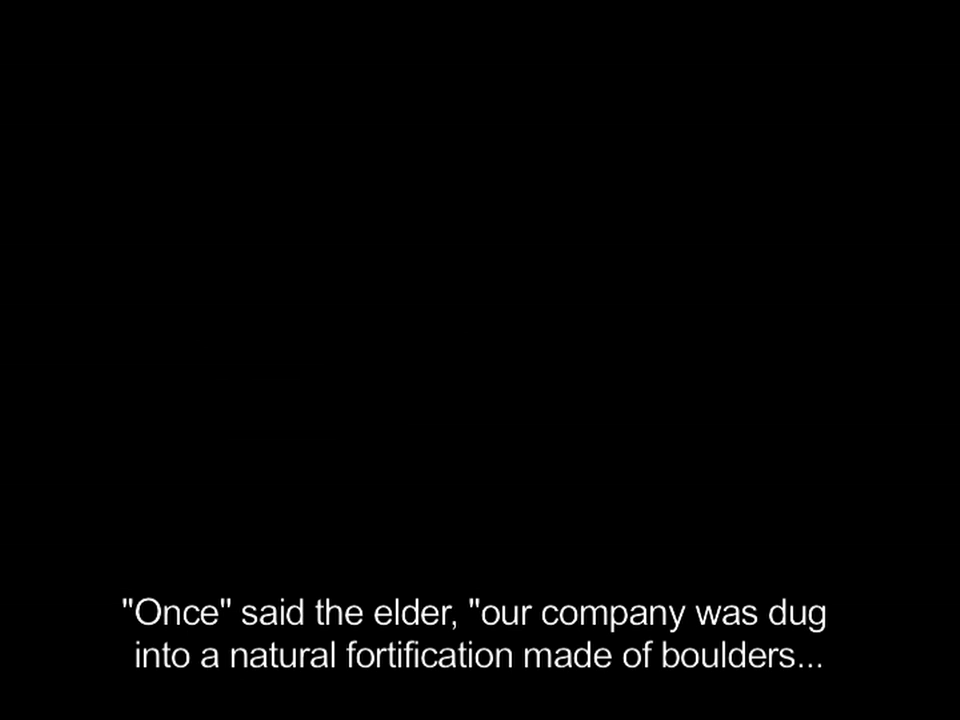 "Once" said the elder, "our company was dug
into a natural fortification made of boulders...